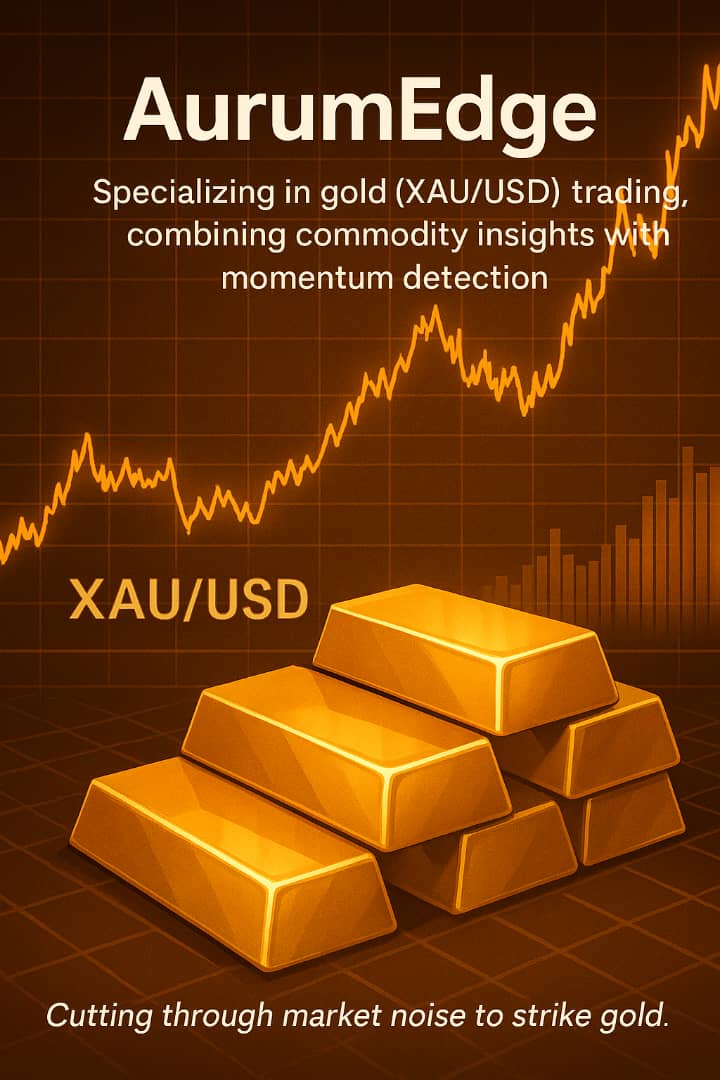 AurumEdge
Specializing in gold (XAU/USD) trading,
combining commodity insights with
momentum detection
XAU/USD
Cutting through market noise to strike gold.